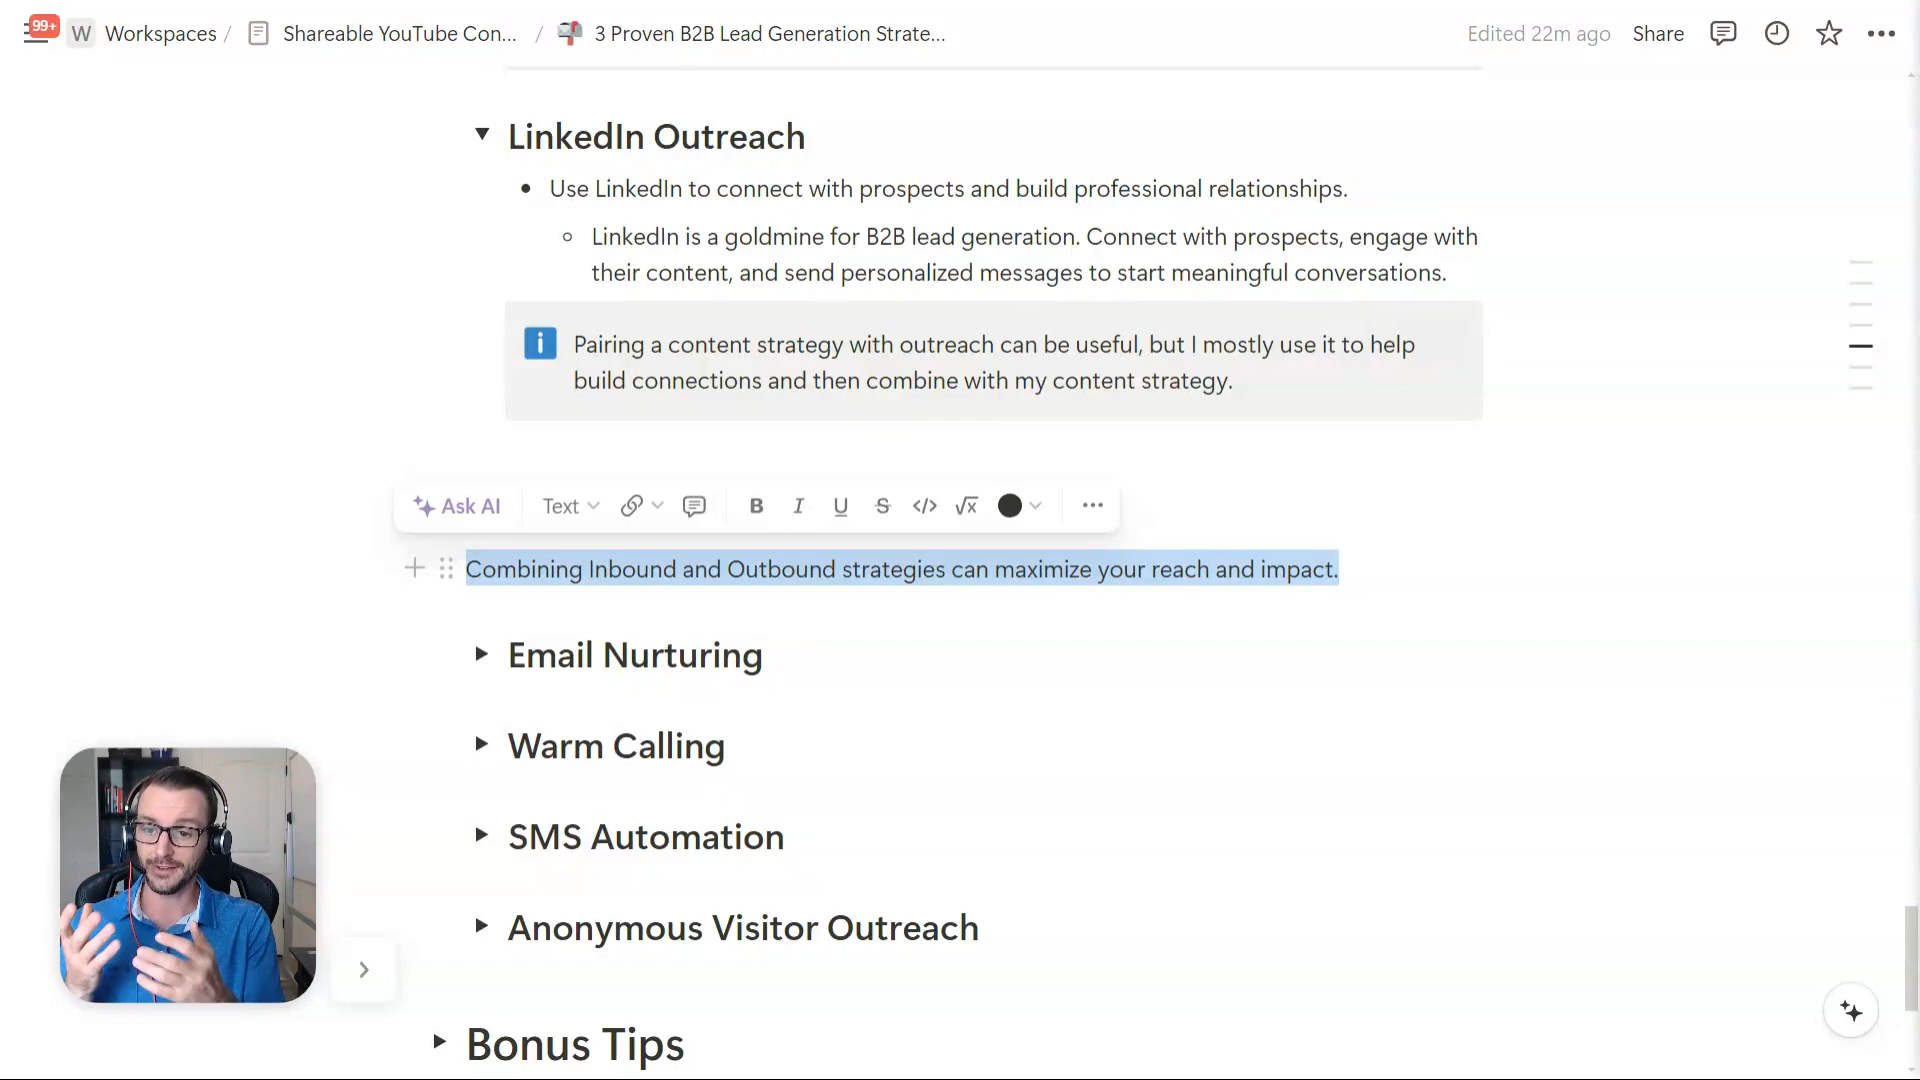 99+
W Workspaces / Shareable YouTube Con... / 3 Proven B2B Lead Generation Strate...
Edited 22m ago Share
LinkedIn Outreach
Use LinkedIn to connect with prospects and build professional relationships.
LinkedIn is a goldmine for B2B lead generation. Connect with prospects, engage with
their content, and send personalized messages to start meaningful conversations.
Pairing a content strategy with outreach can be useful, but I mostly use it to help
build connections and then combine with my content strategy.
Ask AI Text B I U S </> √x
Combining Inbound and Outbound strategies can maximize your reach and impact.
Email Nurturing
Warm Calling
SMS Automation
Anonymous Visitor Outreach
Bonus Tips